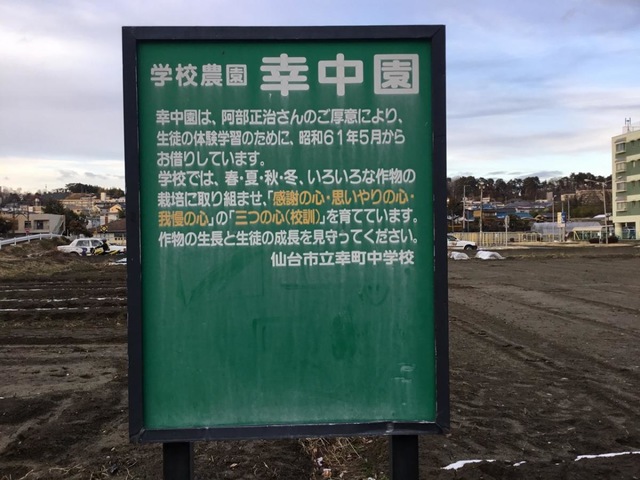 学校農園 幸中園
幸中園は、阿部正治さんのご厚意により、
生徒の体験学習のために、昭和61年5月から
お借りしています。
学校では、春・夏・秋・冬、いろいろな作物の
栽培に取り組ませ、「感謝の心・思いやりの心・
我慢の心」の「三つの心(校訓)」を育てています。
作物の生長と生徒の成長を見守ってください。
仙台市立幸町中学校